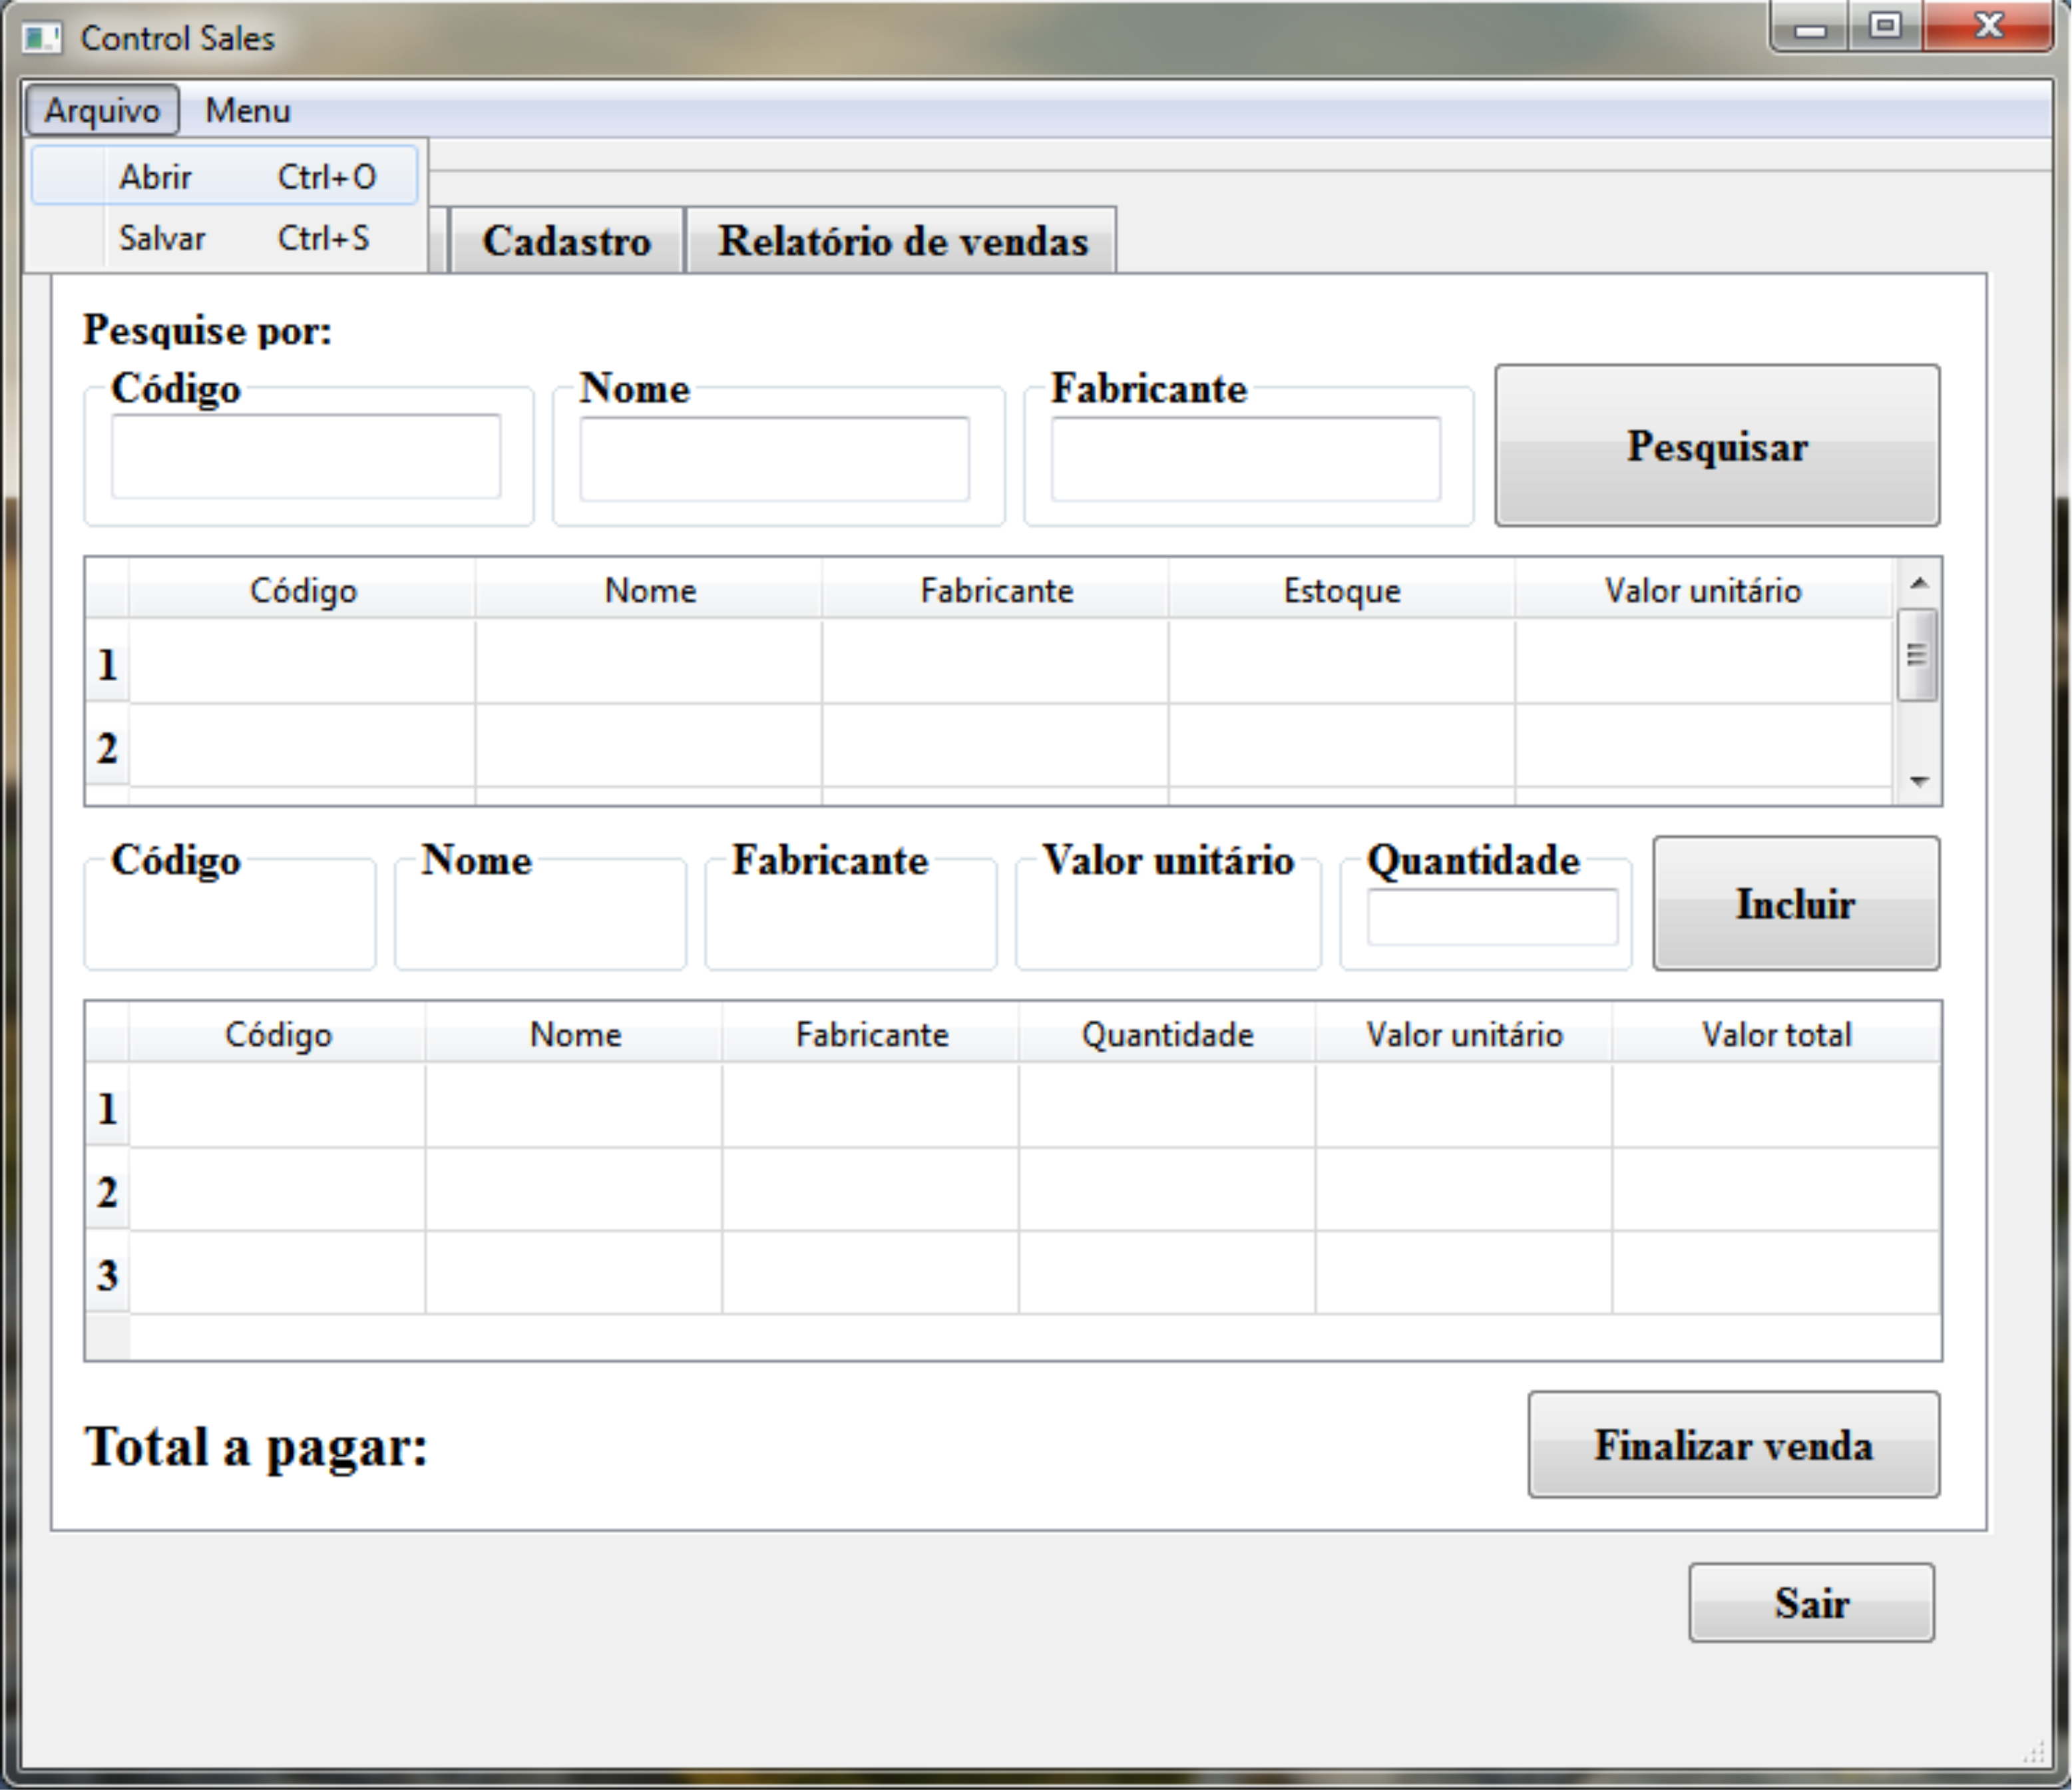 Control Sales
Arquivo Menu
Abrir Ctrl+O
Salvar Ctrl+S
Cadastro Relatório de vendas
Pesquise por:
Código Nome Fabricante
Pesquisar
Código Nome Fabricante Estoque Valor unitário
1
2
Código Nome Fabricante Valor unitário Quantidade
Incluir
Código Nome Fabricante Quantidade Valor unitário Valor total
1
2
3
Total a pagar:
Finalizar venda
Sair